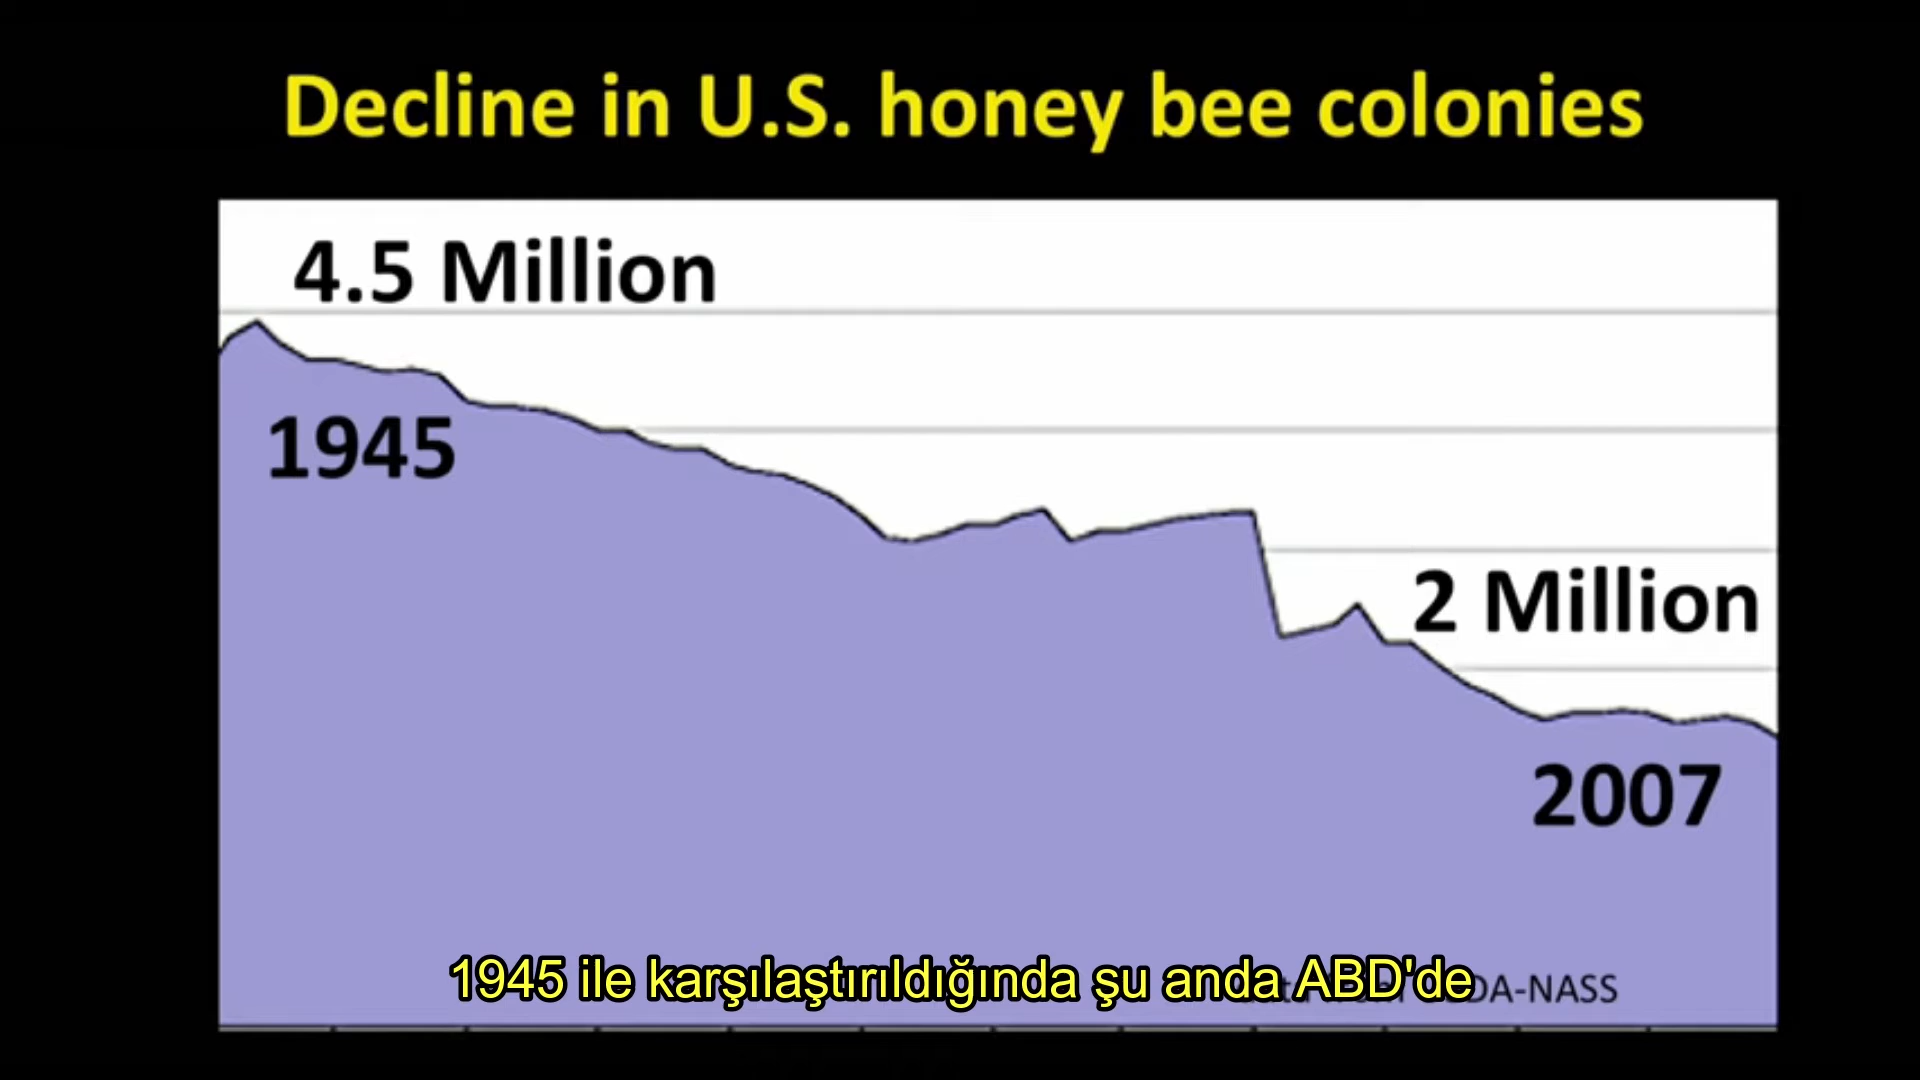 Decline in U.S. honey bee colonies
4.5 Million
1945
2 Million
2007
1945 ile karşılaştırıldığında şu anda ABD'de
DA-NASS